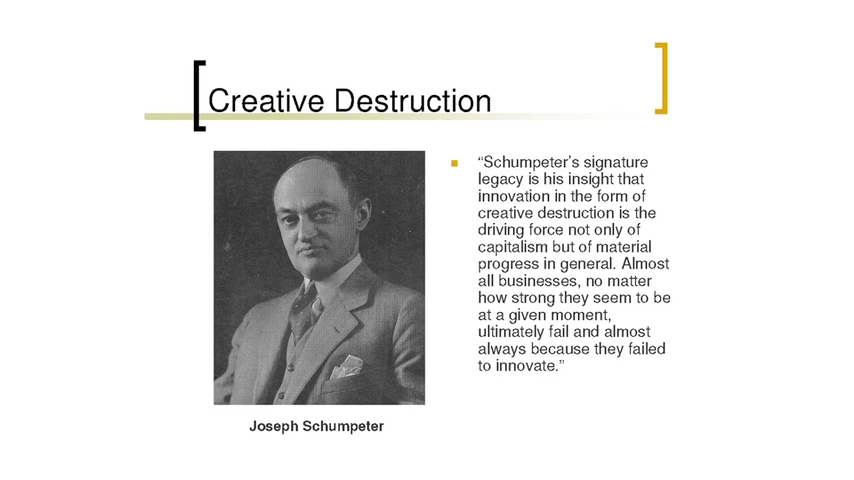 Creative Destruction
“Schumpeter’s signature
legacy is his insight that
innovation in the form of
creative destruction is the
driving force not only of
capitalism but of material
progress in general. Almost
all businesses, no matter
how strong they seem to be
at a given moment,
ultimately fail and almost
always because they failed
to innovate.”
Joseph Schumpeter